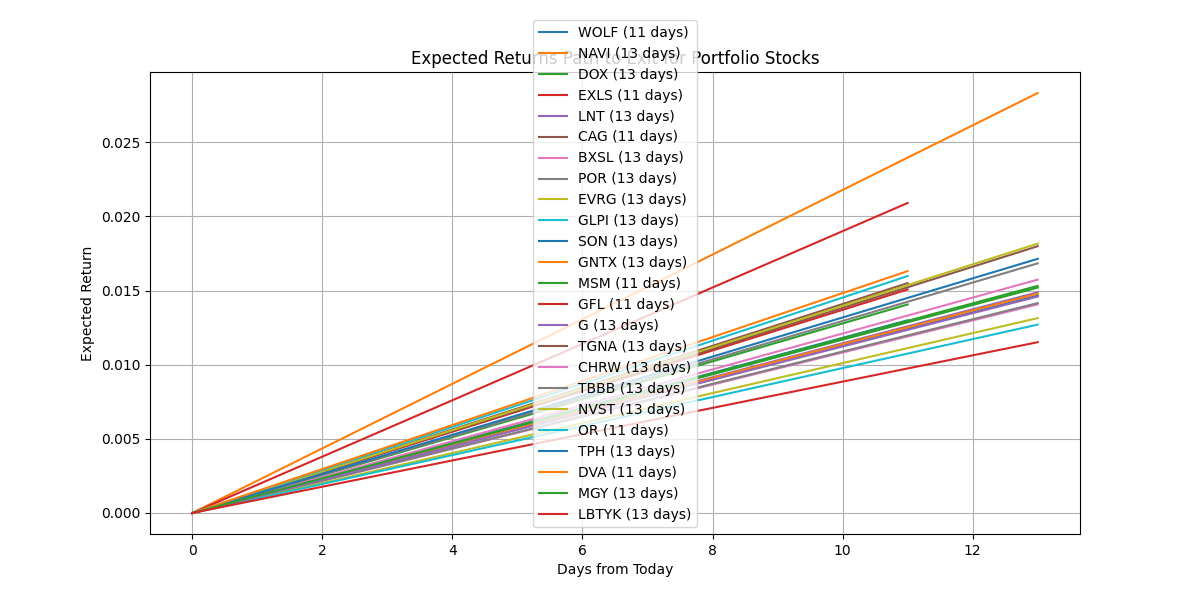 Expected Returns Path to Exit for Portfolio Stocks
WOLF (11 days)
NAVI (13 days)
DOX (13 days)
EXLS (11 days)
LNT (13 days)
CAG (11 days)
BXSL (13 days)
POR (13 days)
EVRG (13 days)
GLPI (13 days)
SON (13 days)
GNTX (13 days)
MSM (11 days)
GFL (11 days)
G (13 days)
TGNA (13 days)
CHRW (13 days)
TBBB (13 days)
NVST (13 days)
OR (11 days)
TPH (13 days)
DVA (11 days)
MGY (13 days)
LBTYK (13 days)
Expected Return
0.025
0.020
0.015
0.010
0.005
0.000
0 2 4 6 8 10 12
Days from Today